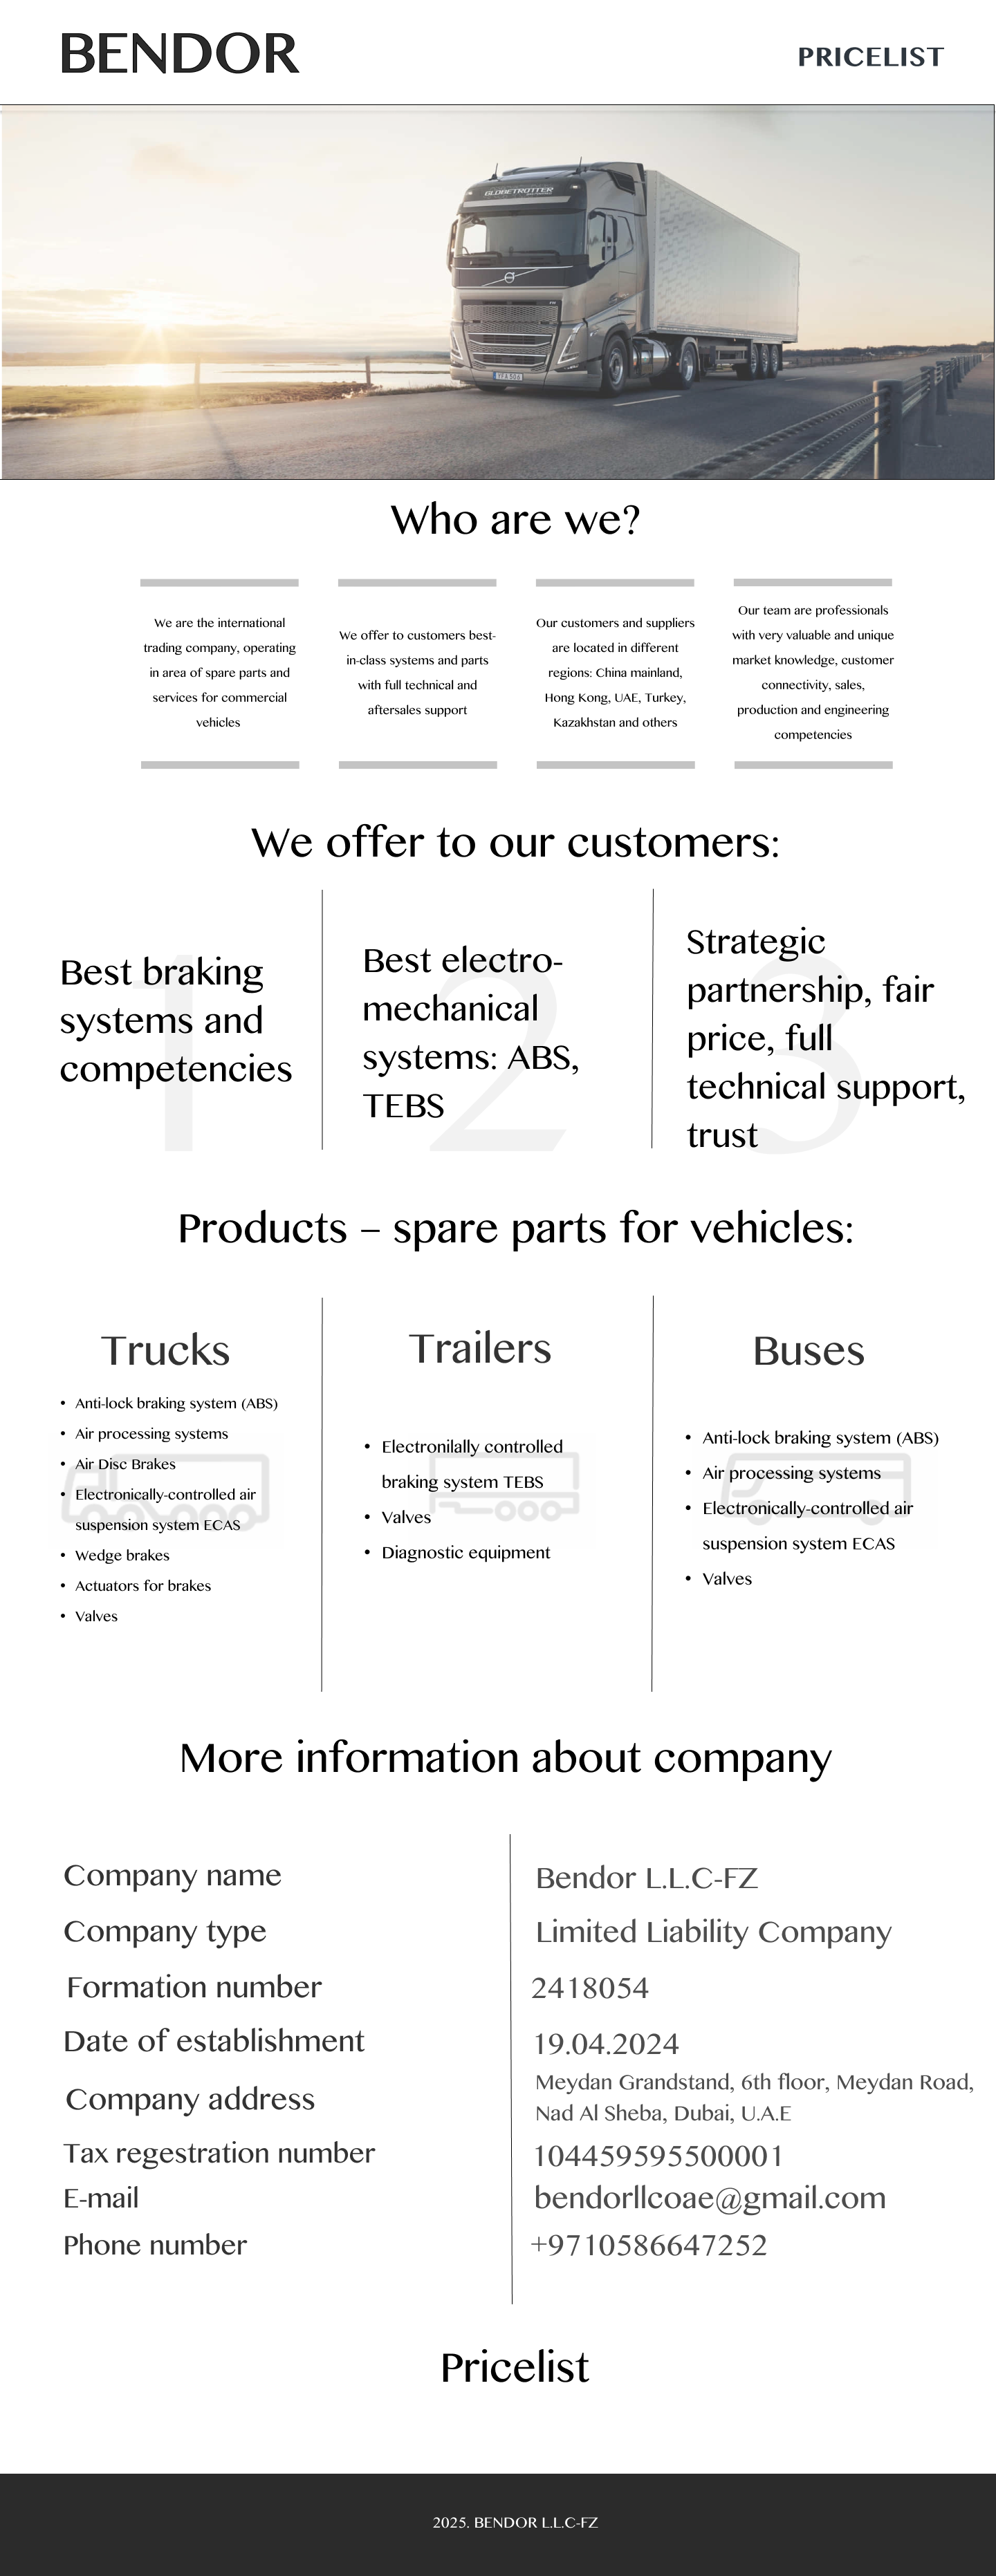 BENDOR
PRICELIST
GLOBETROTTER
Who are we?
We are the international
trading company, operating
in area of spare parts and
services for commercial
vehicles
We offer to customers best-
in-class systems and parts
with full technical and
aftersales support
Our customers and suppliers
are located in different
regions: China mainland,
Hong Kong, UAE, Turkey,
Kazakhstan and others
Our team are professionals
with very valuable and unique
market knowledge, customer
connectivity, sales,
production and engineering
competencies
We offer to our customers:
1
Best braking
systems and
competencies
2
Best electro-
mechanical
systems: ABS,
TEBS
3
Strategic
partnership, fair
price, full
technical support,
trust
Products – spare parts for vehicles:
Trucks
• Anti-lock braking system (ABS)
• Air processing systems
• Air Disc Brakes
• Electronically-controlled air
suspension system ECAS
• Wedge brakes
• Actuators for brakes
• Valves
Trailers
• Electronilally controlled
braking system TEBS
• Valves
• Diagnostic equipment
Buses
• Anti-lock braking system (ABS)
• Air processing systems
• Electronically-controlled air
suspension system ECAS
• Valves
More information about company
Company name
Bendor L.L.C-FZ
Company type
Limited Liability Company
Formation number
2418054
Date of establishment
19.04.2024
Company address
Meydan Grandstand, 6th floor, Meydan Road,
Nad Al Sheba, Dubai, U.A.E
Tax regestration number
104459595500001
E-mail
bendorllcoae@gmail.com
Phone number
+9710586647252
Pricelist
2025. BENDOR L.L.C-FZ